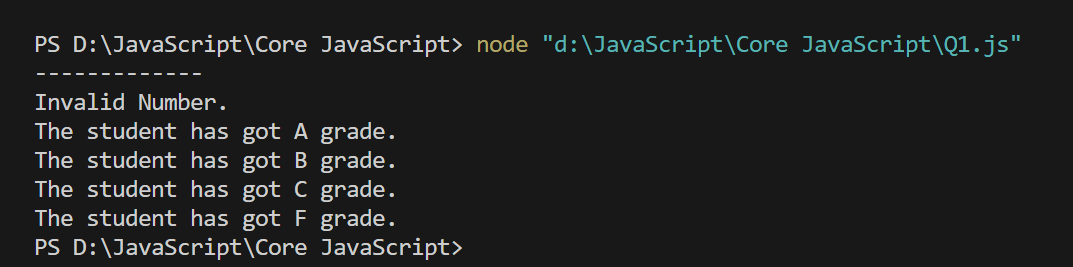 PS D:\JavaScript\Core JavaScript> node "d:\JavaScript\Core JavaScript\Q1.js"
-------------
Invalid Number.
The student has got A grade.
The student has got B grade.
The student has got C grade.
The student has got F grade.
PS D:\JavaScript\Core JavaScript>